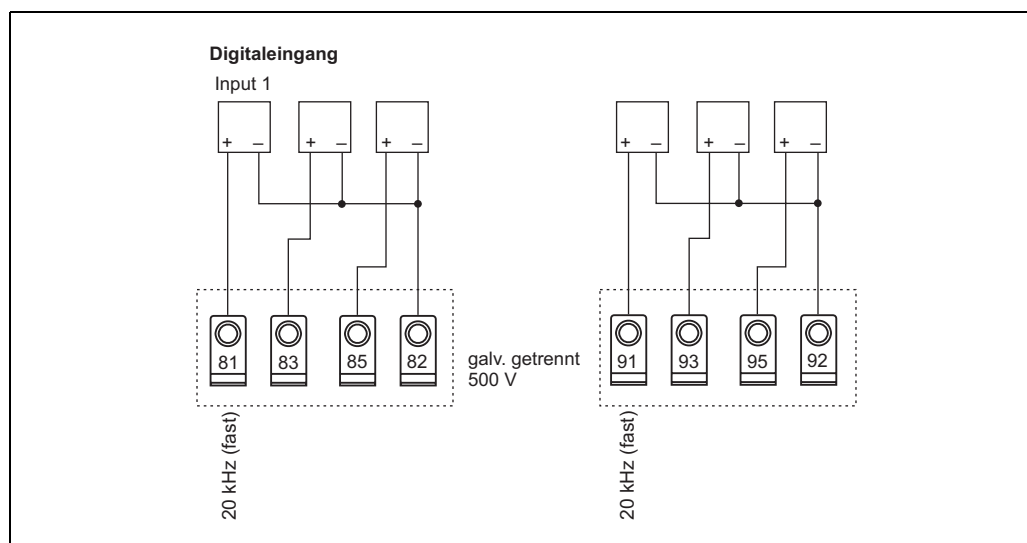 Digitaleingang
Input 1
+ – + – + –
+ – + – + –
81 83 85 82
galv. getrennt
500 V
91 93 95 92
20 kHz (fast)
20 kHz (fast)